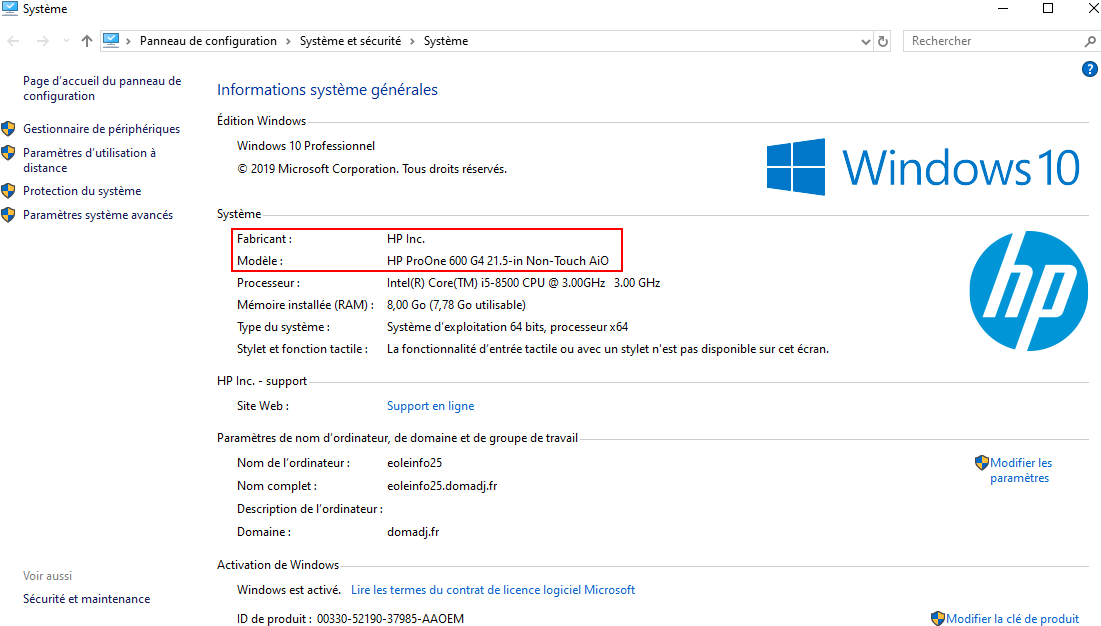 Système
Panneau de configuration > Système et sécurité > Système
Rechercher
?
Page d'accueil du panneau de
configuration
Gestionnaire de périphériques
Paramètres d'utilisation à
distance
Protection du système
Paramètres système avancés
Voir aussi
Sécurité et maintenance
Informations système générales
Édition Windows
Windows 10 Professionnel
© 2019 Microsoft Corporation. Tous droits réservés.
Windows 10
Système
Fabricant : HP Inc.
Modèle : HP ProOne 600 G4 21.5-in Non-Touch AiO
Processeur : Intel(R) Core(TM) i5-8500 CPU @ 3.00GHz 3.00 GHz
Mémoire installée (RAM) : 8,00 Go (7,78 Go utilisable)
Type du système : Système d'exploitation 64 bits, processeur x64
Stylet et fonction tactile : La fonctionnalité d'entrée tactile ou avec un stylet n'est pas disponible sur cet écran.
hp
HP Inc. - support
Site Web : Support en ligne
Paramètres de nom d'ordinateur, de domaine et de groupe de travail
Nom de l'ordinateur : eoleinfo25
Modifier les
paramètres
Nom complet : eoleinfo25.domadj.fr
Description de l'ordinateur :
Domaine : domadj.fr
Activation de Windows
Windows est activé. Lire les termes du contrat de licence logiciel Microsoft
ID de produit : 00330-52190-37985-AAOEM
Modifier la clé de produit